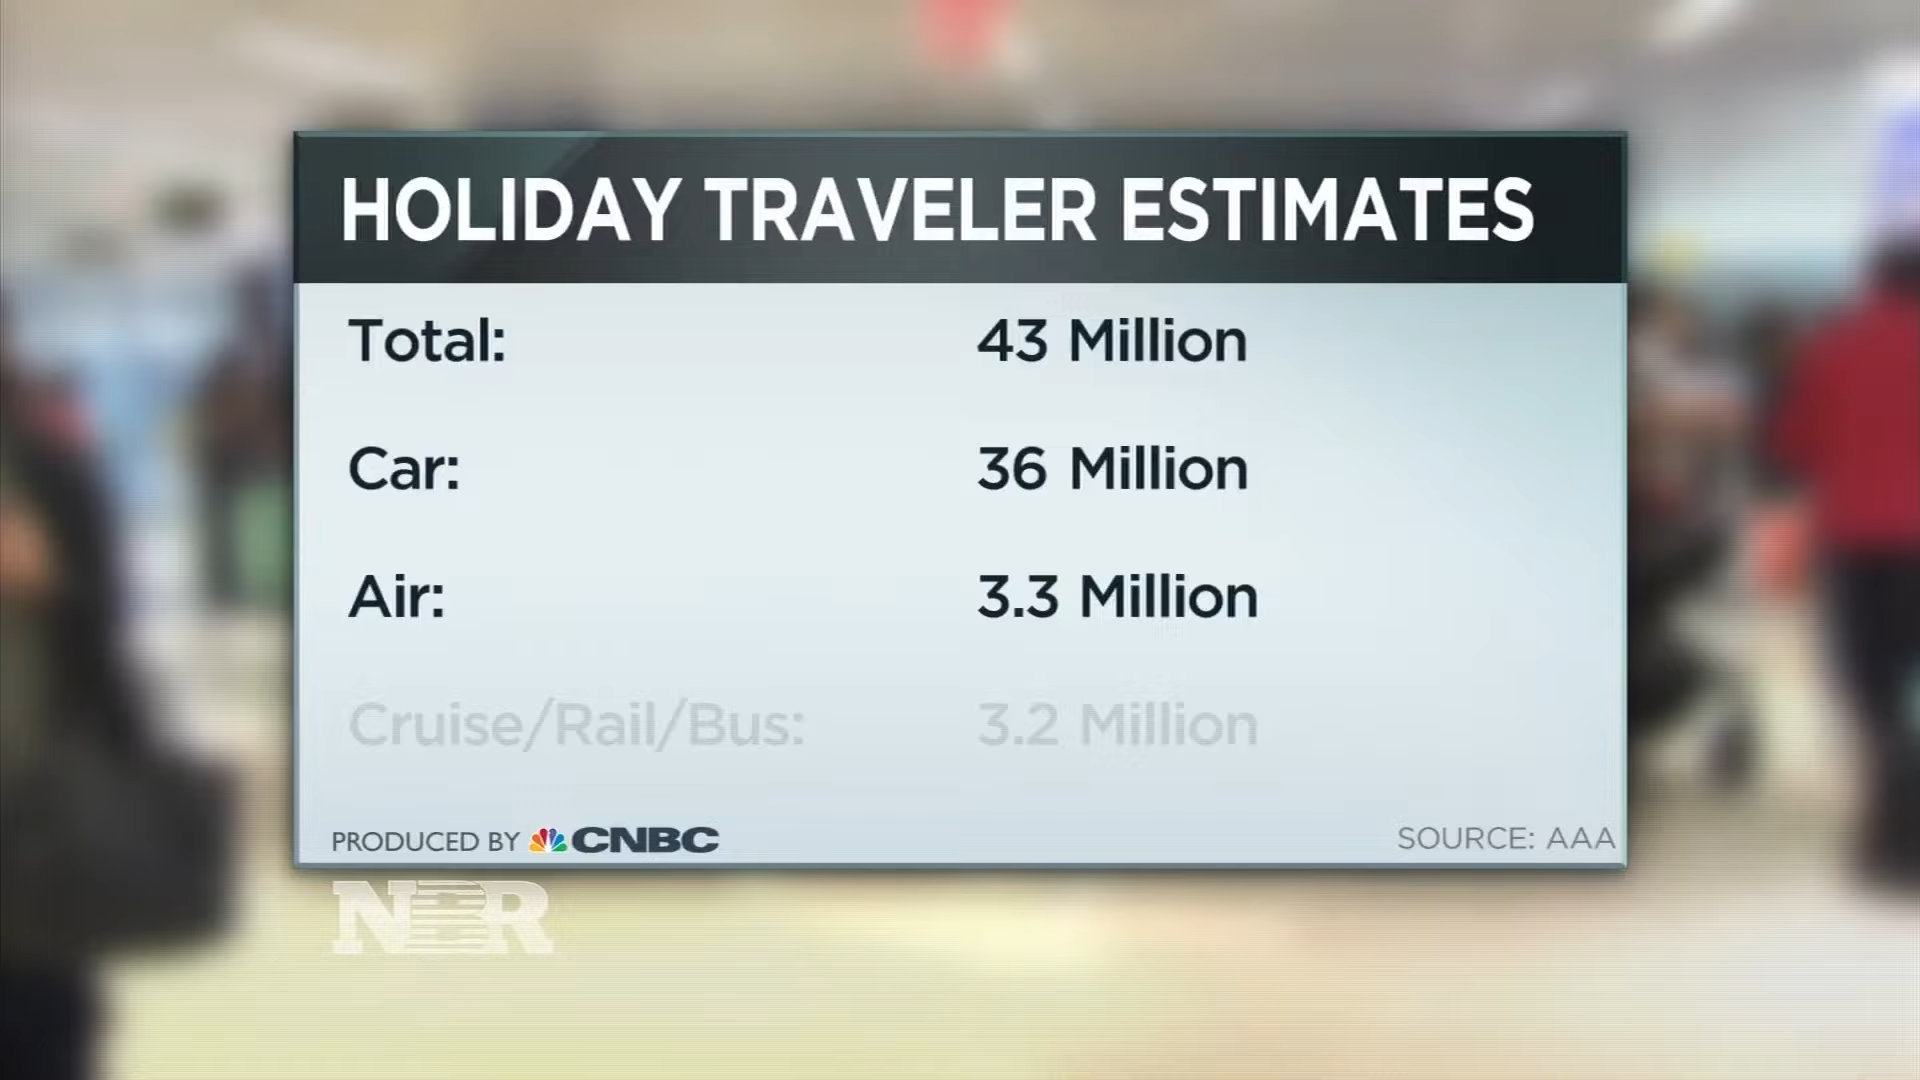 HOLIDAY TRAVELER ESTIMATES
Total: 43 Million
Car: 36 Million
Air: 3.3 Million
Cruise/Rail/Bus: 3.2 Million
PRODUCED BY CNBC
SOURCE: AAA
NBR